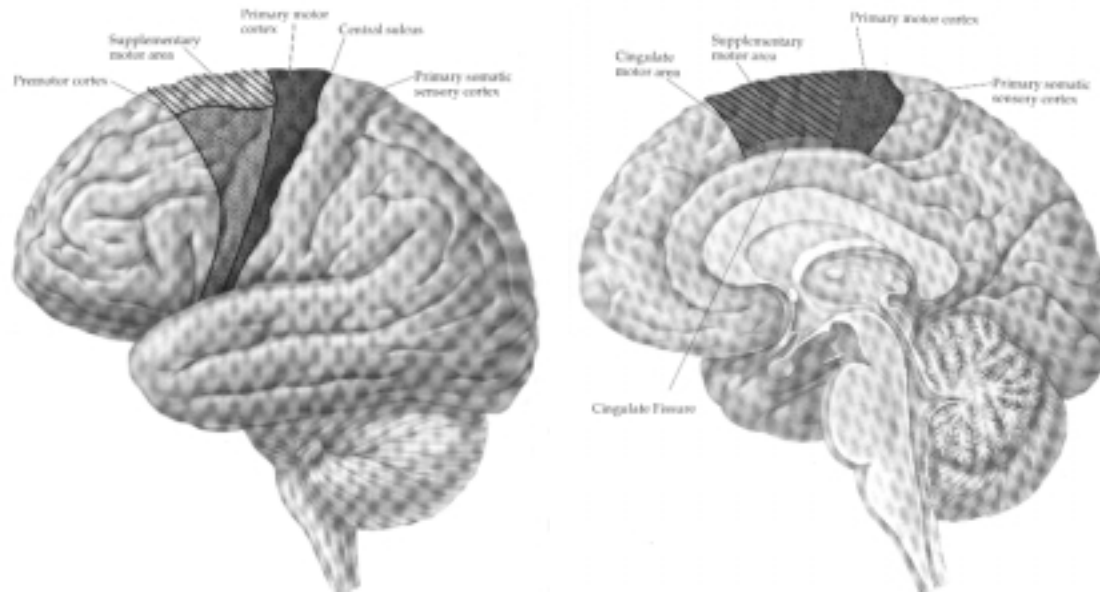 Primary motor
cortex
Central sulcus
Supplementary
motor area
Premotor cortex
Primary somatic
sensory cortex
Primary motor cortex
Supplementary
motor area
Cingulate
motor area
Primary somatic
sensory cortex
Cingulate Fissure